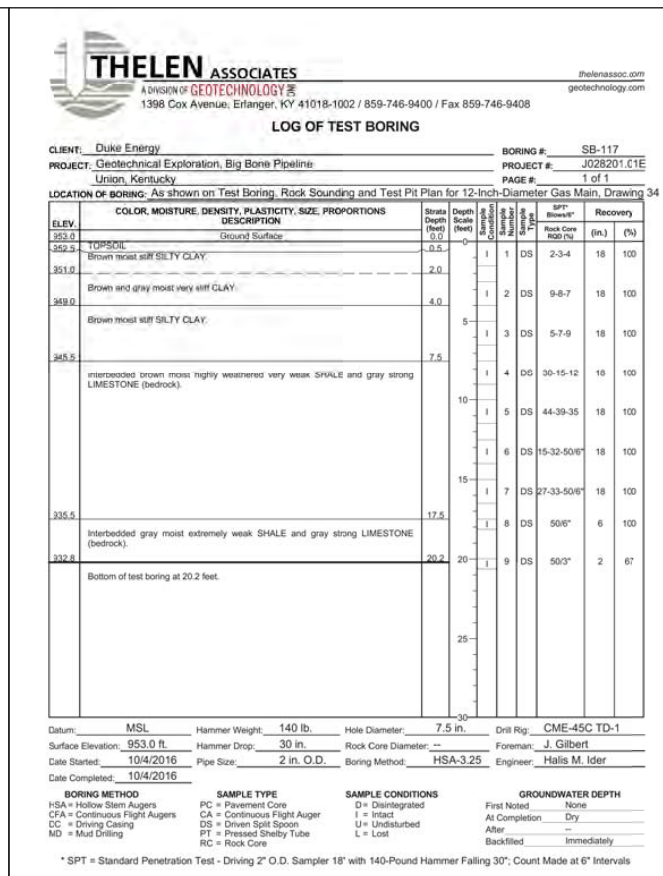 THELEN ASSOCIATES
A DIVISION OF GEOTECHNOLOGY INC
1398 Cox Avenue, Erlanger, KY 41018-1002 / 859-746-9400 / Fax 859-746-9408
thelenassoc.com
geotechnology.com
LOG OF TEST BORING
CLIENT: Duke Energy BORING #: SB-117
PROJECT: Geotechnical Exploration, Big Bone Pipeline PROJECT #: J028201.01E
Union, Kentucky PAGE #: 1 of 1
LOCATION OF BORING: As shown on Test Boring, Rock Sounding and Test Pit Plan for 12-Inch-Diameter Gas Main, Drawing 34
ELEV. COLOR, MOISTURE, DENSITY, PLASTICITY, SIZE, PROPORTIONS DESCRIPTION Strata Depth (feet) Depth Scale (feet) Sample Condition Sample Number Sample Type SPT* Blows/6" Rock Core RQD (%) Recovery (in.) (%)
953.0 Ground Surface 0.0 0
952.5 TOPSOIL 0.5
Brown moist stiff SILTY CLAY. I 1 DS 2-3-4 18 100
951.0 2.0
Brown and gray moist very stiff CLAY. I 2 DS 9-8-7 18 100
949.0 4.0
Brown moist stiff SILTY CLAY. 5
I 3 DS 5-7-9 18 100
945.5 7.5
Interbedded brown moist highly weathered very weak SHALE and gray strong I 4 DS 30-15-12 18 100
LIMESTONE (bedrock).
10
I 5 DS 44-39-35 18 100
I 6 DS 15-32-50/6" 18 100
15
I 7 DS 27-33-50/6" 18 100
935.5 17.5
Interbedded gray moist extremely weak SHALE and gray strong LIMESTONE I 8 DS 50/6" 6 100
(bedrock).
932.8 20.2 20 I 9 DS 50/3" 2 67
Bottom of test boring at 20.2 feet.
25
30
Datum: MSL Hammer Weight: 140 lb. Hole Diameter: 7.5 in. Drill Rig: CME-45C TD-1
Surface Elevation: 953.0 ft. Hammer Drop: 30 in. Rock Core Diameter: -- Foreman: J. Gilbert
Date Started: 10/4/2016 Pipe Size: 2 in. O.D. Boring Method: HSA-3.25 Engineer: Halis M. Ider
Date Completed: 10/4/2016
BORING METHOD SAMPLE TYPE SAMPLE CONDITIONS GROUNDWATER DEPTH
HSA = Hollow Stem Augers PC = Pavement Core D = Disintegrated First Noted None
CFA = Continuous Flight Augers CA = Continuous Flight Auger I = Intact At Completion Dry
DC = Driving Casing DS = Driven Split Spoon U = Undisturbed After --
MD = Mud Drilling PT = Pressed Shelby Tube L = Lost Backfilled Immediately
RC = Rock Core
* SPT = Standard Penetration Test - Driving 2" O.D. Sampler 18" with 140-Pound Hammer Falling 30"; Count Made at 6" Intervals